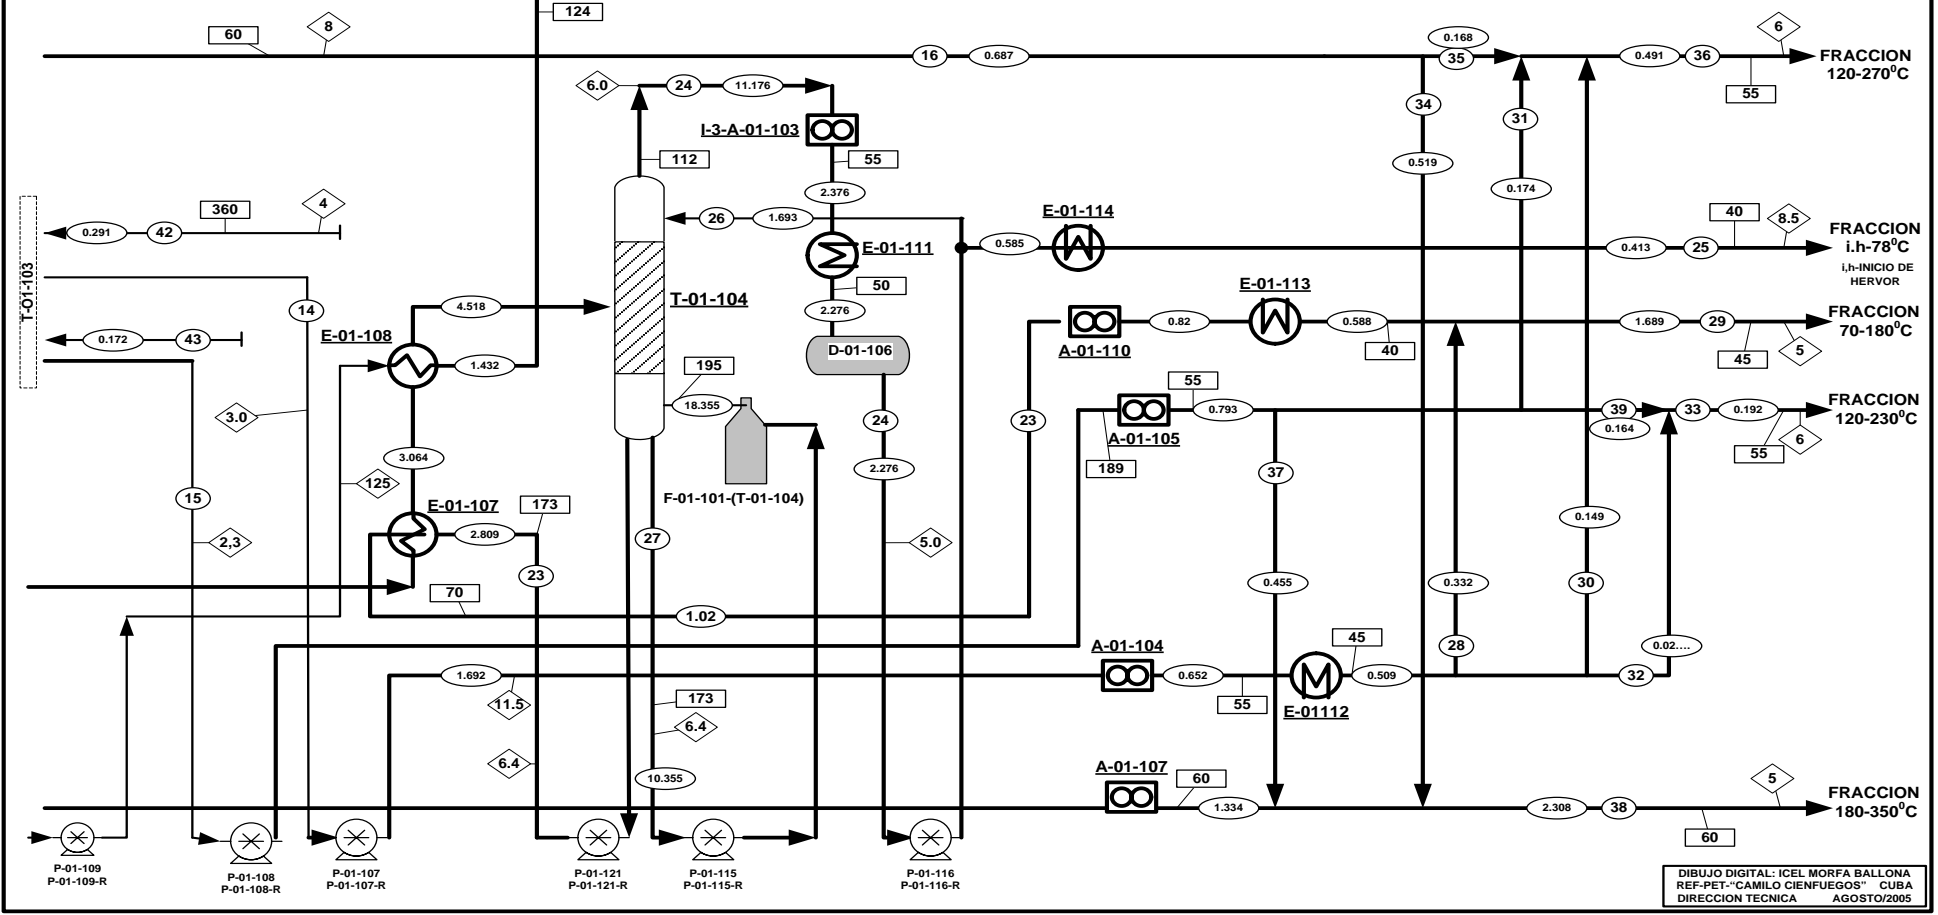 124
60
8
16
0.687
0.168
35
0.491
36
6
FRACCION
120-270⁰C
55
6.0
24
11.176
I-3-A-01-103
112
55
34
31
0.519
0.174
2.376
26
1.693
E-01-111
50
2.276
D-01-106
T-O1-103
0.291
42
360
4
14
0.172
43
E-01-108
4.518
T-01-104
1.432
195
18.355
F-01-101-(T-01-104)
3.0
3.064
125
15
2,3
E-01-107
2.809
173
23
70
1.02
27
24
2.276
5.0
E-01-114
0.585
0.413
25
40
8.5
FRACCION
i.h-78⁰C
i,h-INICIO DE
HERVOR
E-01-113
A-01-110
0.82
0.588
40
1.689
29
45
5
FRACCION
70-180⁰C
23
55
A-01-105
0.793
189
39
0.164
33
0.192
55
6
FRACCION
120-230⁰C
37
0.455
0.332
0.149
30
28
0.02....
32
A-01-104
0.652
55
45
0.509
E-01112
1.692
11.5
173
6.4
6.4
10.355
A-01-107
60
1.334
2.308
38
5
60
FRACCION
180-350⁰C
P-01-109
P-01-109-R
P-01-108
P-01-108-R
P-01-107
P-01-107-R
P-01-121
P-01-121-R
P-01-115
P-01-115-R
P-01-116
P-01-116-R
DIBUJO DIGITAL: ICEL MORFA BALLONA
REF-PET-“CAMILO CIENFUEGOS” CUBA
DIRECCION TECNICA AGOSTO/2005